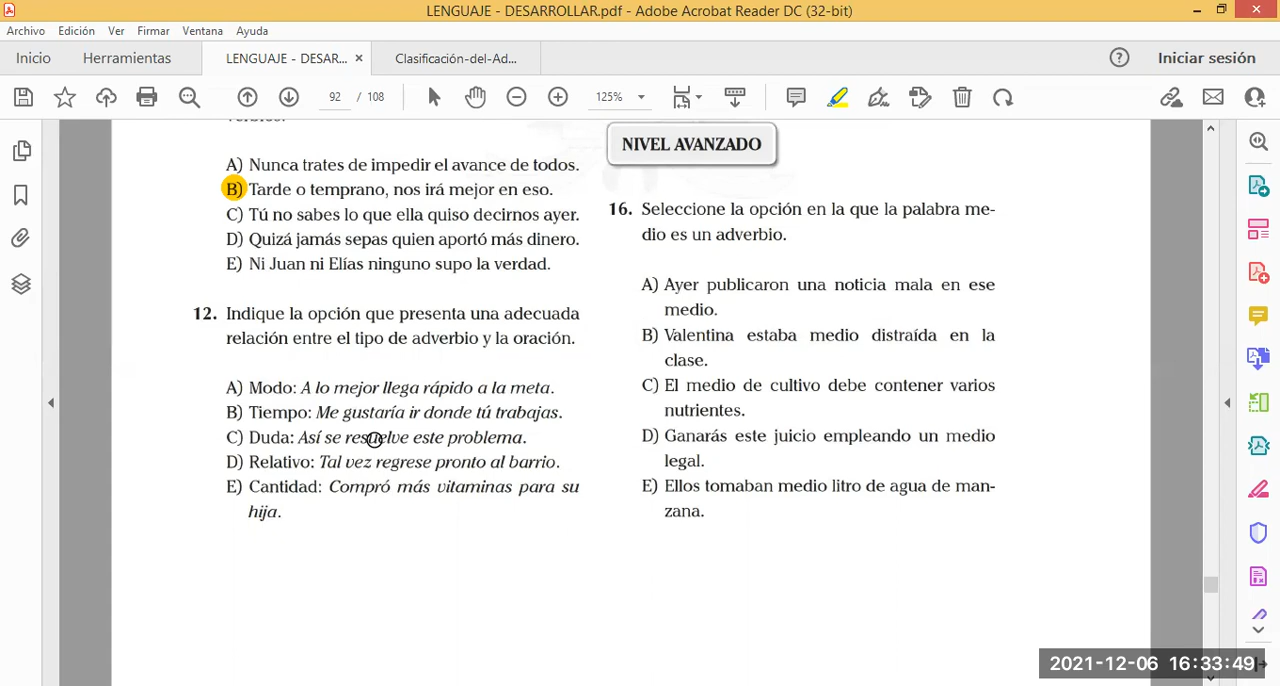 LENGUAJE - DESARROLLAR.pdf - Adobe Acrobat Reader DC (32-bit)
Archivo Edición Ver Firmar Ventana Ayuda
Inicio Herramientas LENGUAJE - DESAR... × Clasificación-del-Ad... Iniciar sesión
92 / 108 125%
A) Nunca trates de impedir el avance de todos.
B) Tarde o temprano, nos irá mejor en eso.
C) Tú no sabes lo que ella quiso decirnos ayer.
D) Quizá jamás sepas quien aportó más dinero.
E) Ni Juan ni Elías ninguno supo la verdad.
12. Indique la opción que presenta una adecuada
relación entre el tipo de adverbio y la oración.
A) Modo: A lo mejor llega rápido a la meta.
B) Tiempo: Me gustaría ir donde tú trabajas.
C) Duda: Así se resuelve este problema.
D) Relativo: Tal vez regrese pronto al barrio.
E) Cantidad: Compró más vitaminas para su
hija.
NIVEL AVANZADO
16. Seleccione la opción en la que la palabra me-
dio es un adverbio.
A) Ayer publicaron una noticia mala en ese
medio.
B) Valentina estaba medio distraída en la
clase.
C) El medio de cultivo debe contener varios
nutrientes.
D) Ganarás este juicio empleando un medio
legal.
E) Ellos tomaban medio litro de agua de man-
zana.
2021-12-06 16:33:49